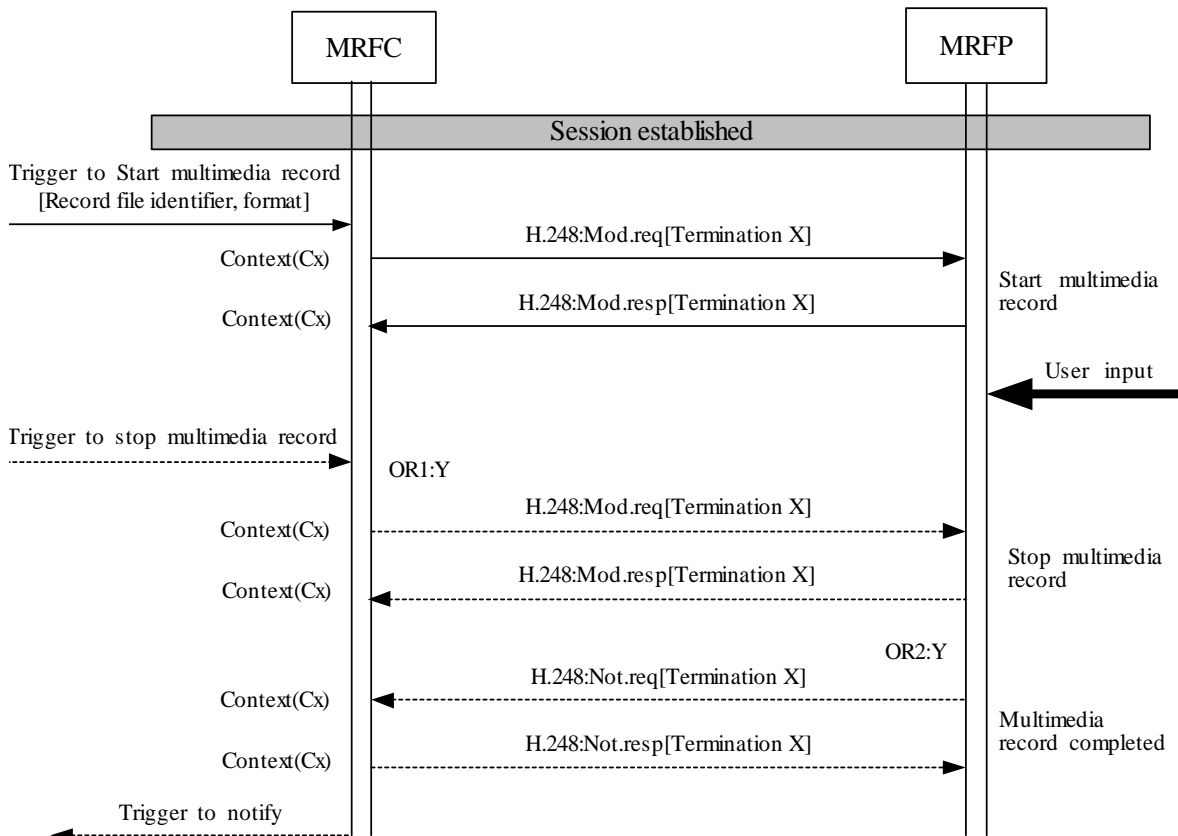 MRFC
MRFP
Session established
Trigger to Start multimedia record
[Record file identifier, format]
H.248:Mod.req[Termination X]
Context(Cx)
Start multimedia
record
H.248:Mod.resp[Termination X]
Context(Cx)
User input
Trigger to stop multimedia record
OR1:Y
H.248:Mod.req[Termination X]
Context(Cx)
Stop multimedia
record
H.248:Mod.resp[Termination X]
Context(Cx)
OR2:Y
H.248:Not.req[Termination X]
Context(Cx)
Multimedia
record completed
H.248:Not.resp[Termination X]
Context(Cx)
Trigger to notify